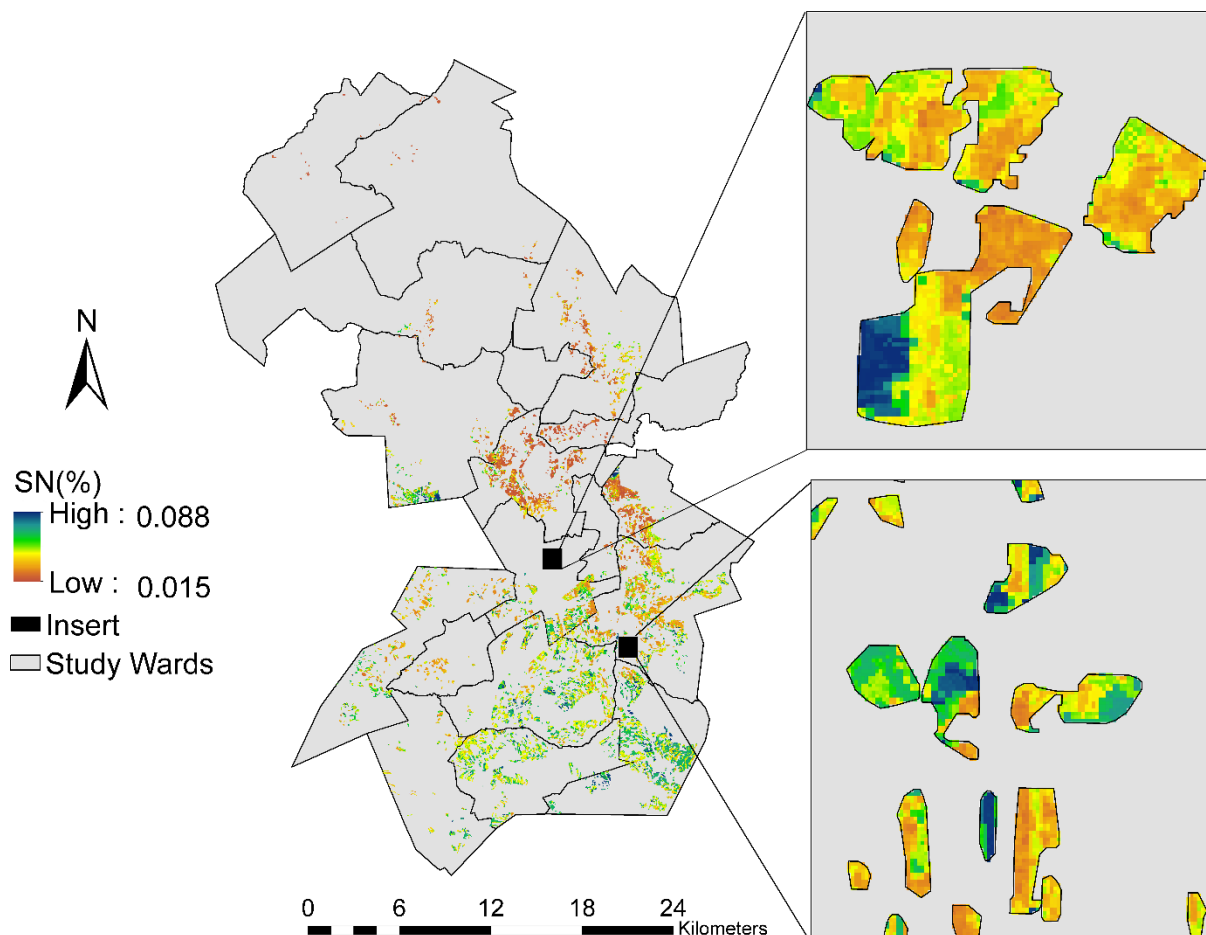 N
SN(%)
High : 0.088
Low : 0.015
Insert
Study Wards
0 6 12 18 24
Kilometers